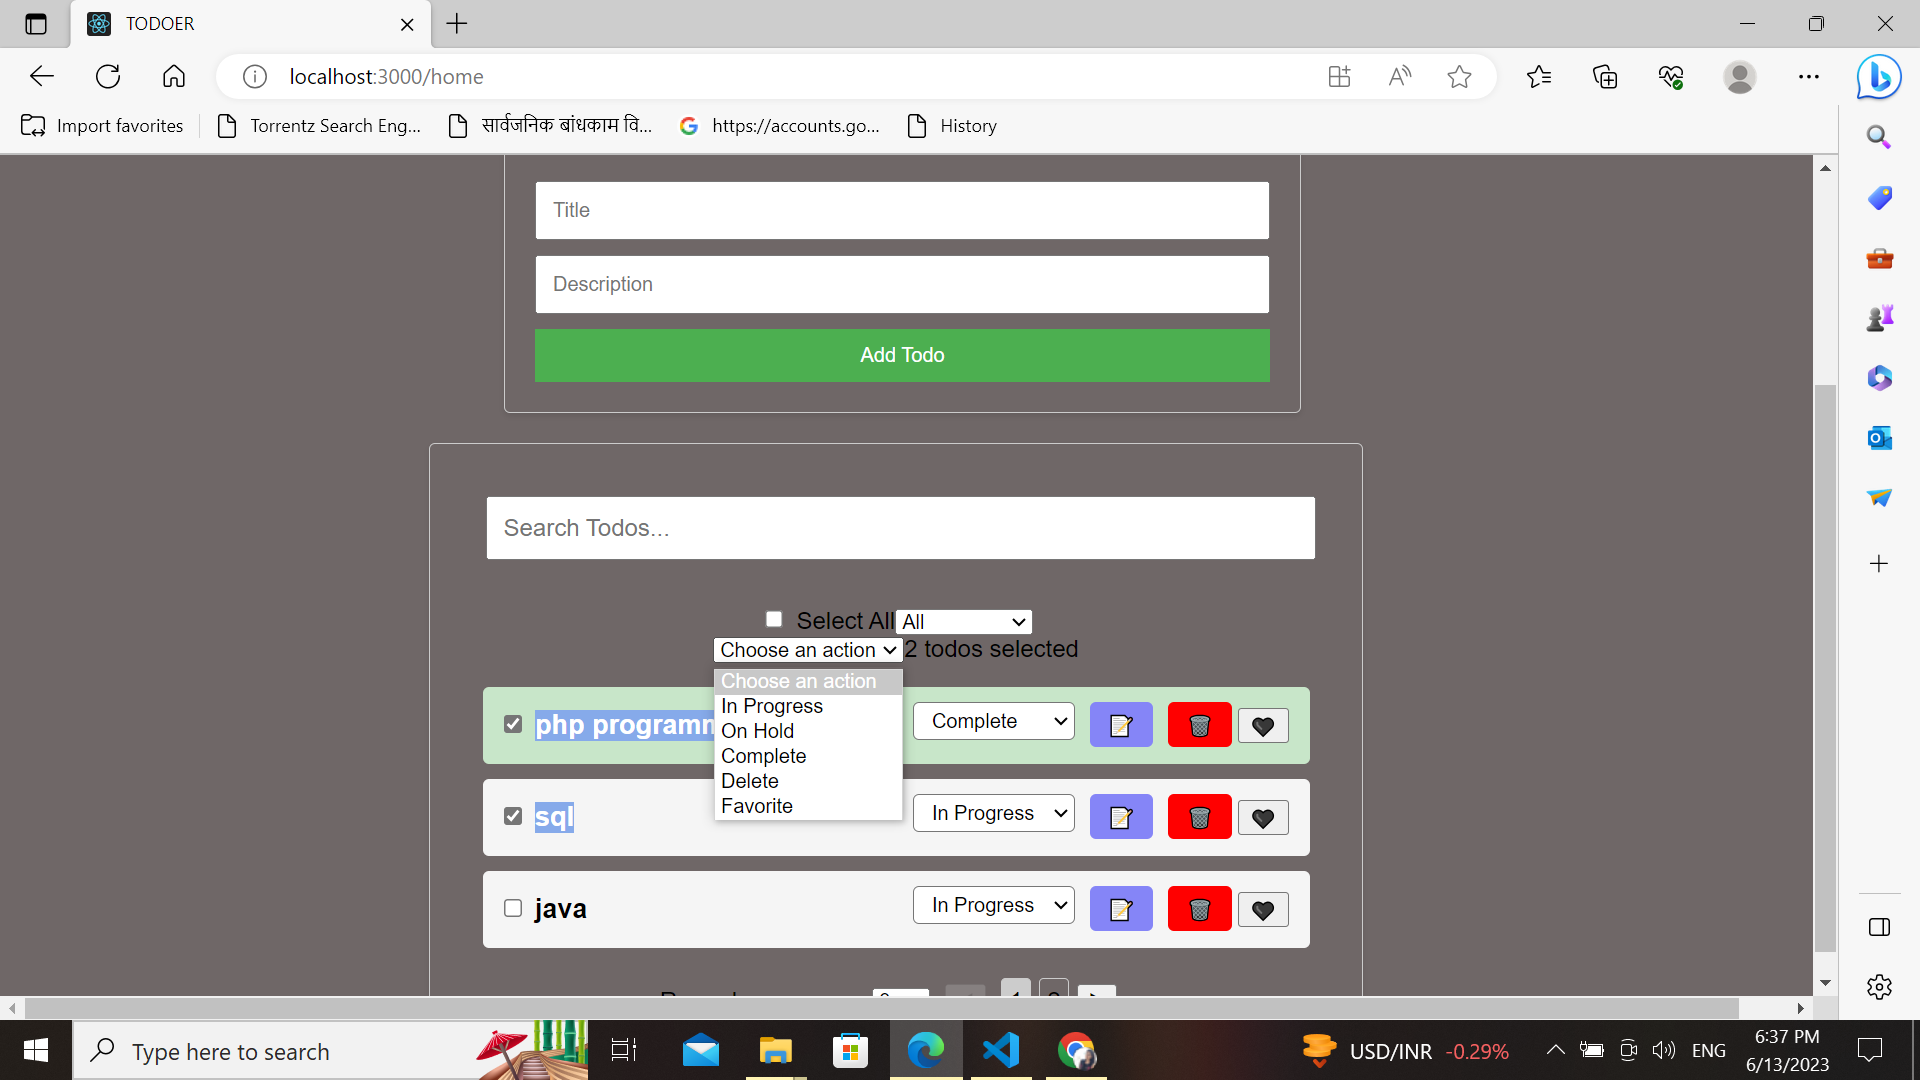 TODOER
localhost:3000/home
Import favorites
Torrentz Search Eng...
सार्वजनिक बांधकाम वि...
https://accounts.go...
History
Title
Description
Add Todo
Search Todos...
Select All All
Choose an action 2 todos selected
Choose an action
In Progress
On Hold
Complete
Delete
Favorite
php programm Complete
sql In Progress
java In Progress
Type here to search
USD/INR -0.29%
ENG
6:37 PM
6/13/2023